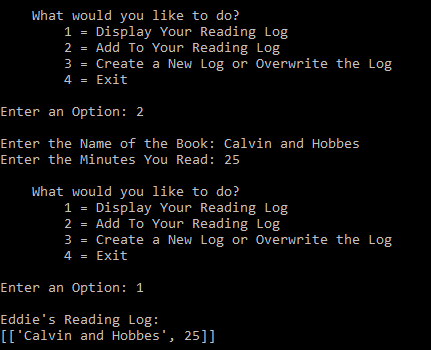 What would you like to do?
1 = Display Your Reading Log
2 = Add To Your Reading Log
3 = Create a New Log or Overwrite the Log
4 = Exit
Enter an Option: 2
Enter the Name of the Book: Calvin and Hobbes
Enter the Minutes You Read: 25
What would you like to do?
1 = Display Your Reading Log
2 = Add To Your Reading Log
3 = Create a New Log or Overwrite the Log
4 = Exit
Enter an Option: 1
Eddie's Reading Log:
[['Calvin and Hobbes', 25]]